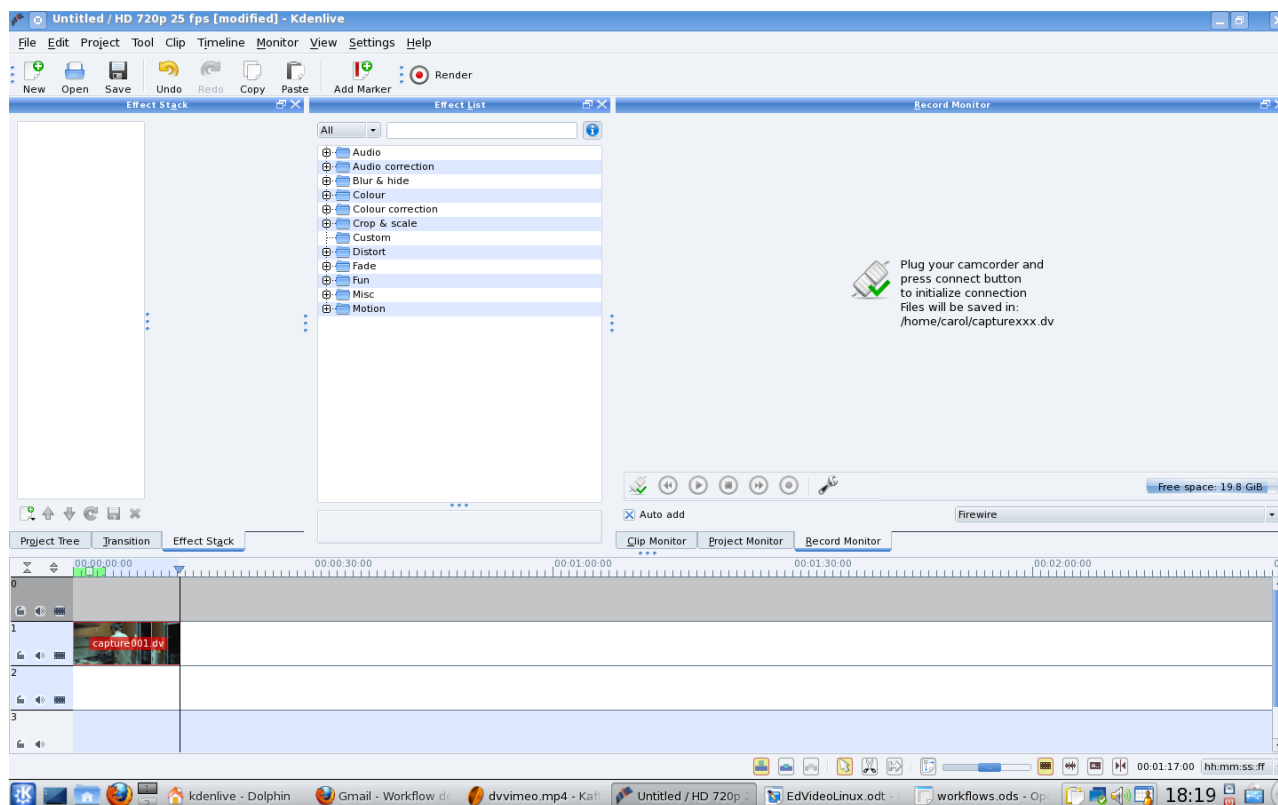 Untitled / HD 720p 25 fps [modified] - Kdenlive
File Edit Project Tool Clip Timeline Monitor View Settings Help
New Open Save Undo Redo Copy Paste Add Marker Render
Effect Stack
Effect List
Record Monitor
All
Audio
Audio correction
Blur & hide
Colour
Colour correction
Crop & scale
Custom
Distort
Fade
Fun
Misc
Motion
Plug your camcorder and
press connect button
to initialize connection
Files will be saved in:
/home/carol/capturexxx.dv
Free space: 19.8 GiB
Auto add
Firewire
Project Tree Transition Effect Stack
Clip Monitor Project Monitor Record Monitor
00:00:00:00 00:00:30:00 00:01:00:00 00:01:30:00 00:02:00:00
0
1
capture001.dv
2
3
00:01:17:00 hh:mm:ss:ff
kdenlive - Dolphin Gmail - Workflow de dvvimeo.mp4 - Kaff Untitled / HD 720p 2 EdVideoLinux.odt - workflows.ods - Op 18:19